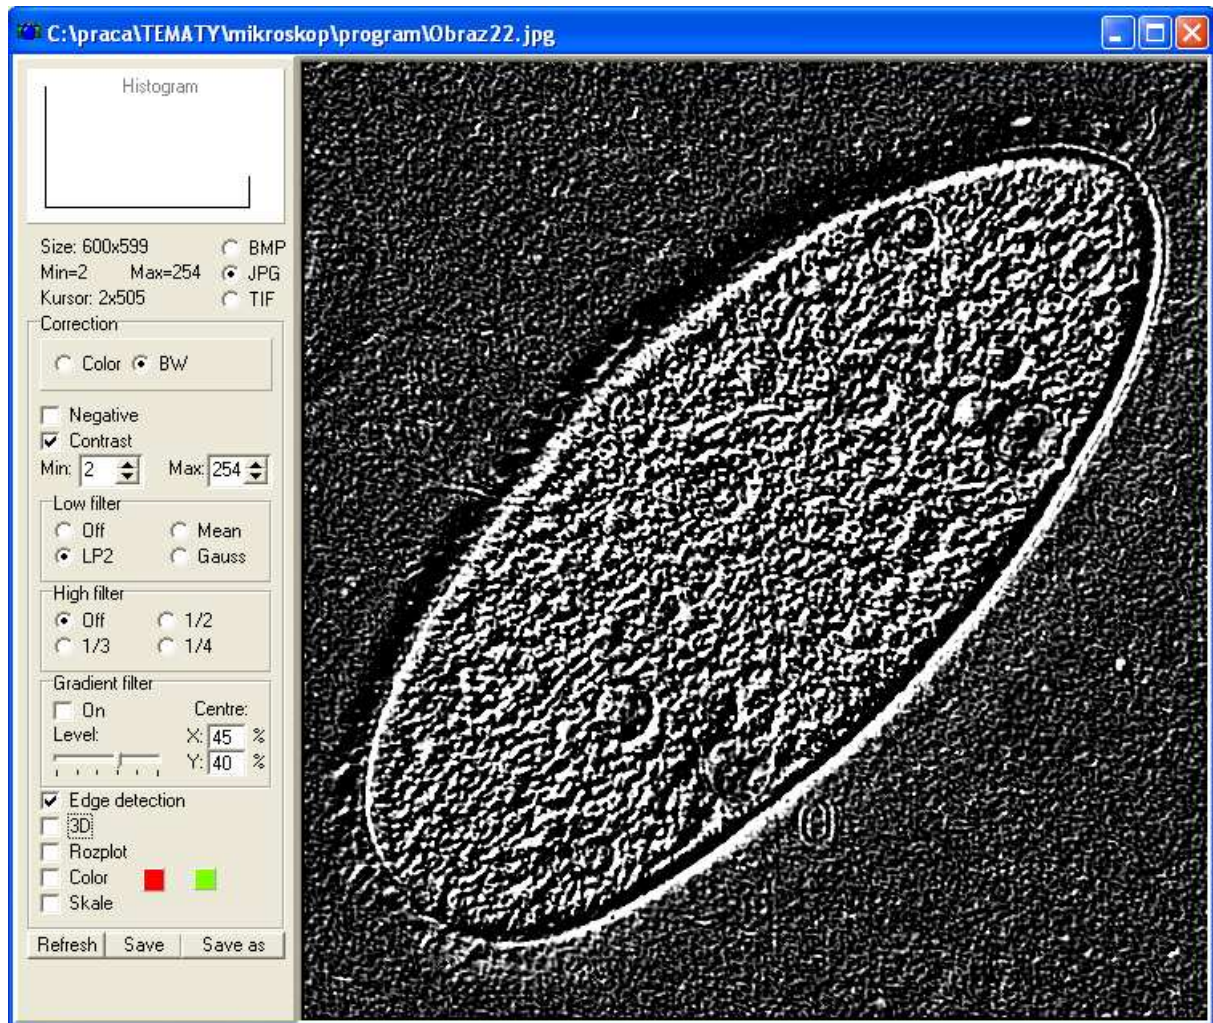 C:\praca\TEMATY\mikroskop\program\Obraz22.jpg
Histogram
Size: 600x599 BMP
Min=2 Max=254 JPG
Kursor: 2x505 TIF
Correction
Color BW
Negative
Contrast
Min: 2 Max: 254
Low filter
Off Mean
LP2 Gauss
High filter
Off 1/2
1/3 1/4
Gradient filter
On Centre:
Level: X: 45 %
Y: 40 %
Edge detection
3D
Rozplot
Color
Skale
Refresh Save Save as